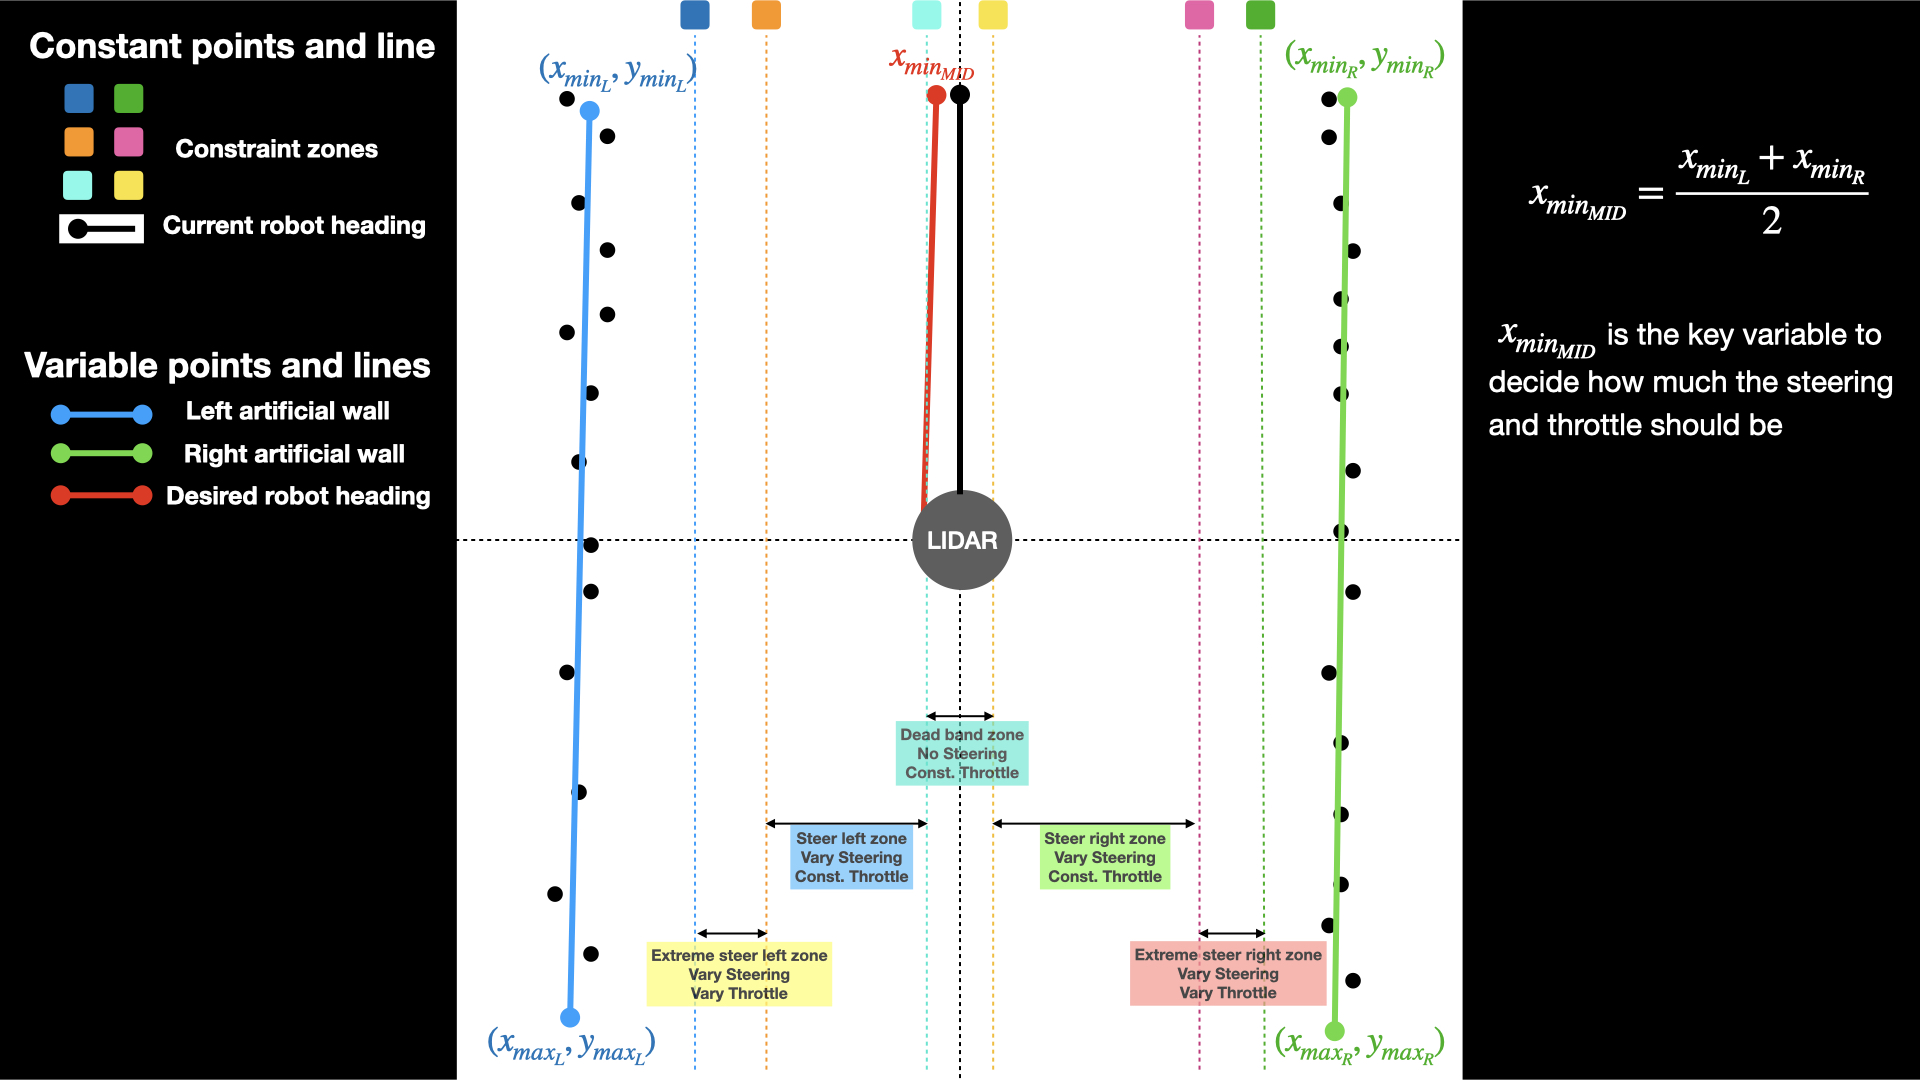 Constant points and line
Constraint zones
Current robot heading
Variable points and lines
Left artificial wall
Right artificial wall
Desired robot heading
(x_{min_L}, y_{min_L})
x_{min_{MID}}
(x_{min_R}, y_{min_R})
LIDAR
Dead band zone
No Steering
Const. Throttle
Steer left zone
Vary Steering
Const. Throttle
Steer right zone
Vary Steering
Const. Throttle
Extreme steer left zone
Vary Steering
Vary Throttle
Extreme steer right zone
Vary Steering
Vary Throttle
(x_{max_L}, y_{max_L})
(x_{max_R}, y_{max_R})
x_{min_{MID}} = \frac{x_{min_L} + x_{min_R}}{2}
x_{min_{MID}} is the key variable to
decide how much the steering
and throttle should be